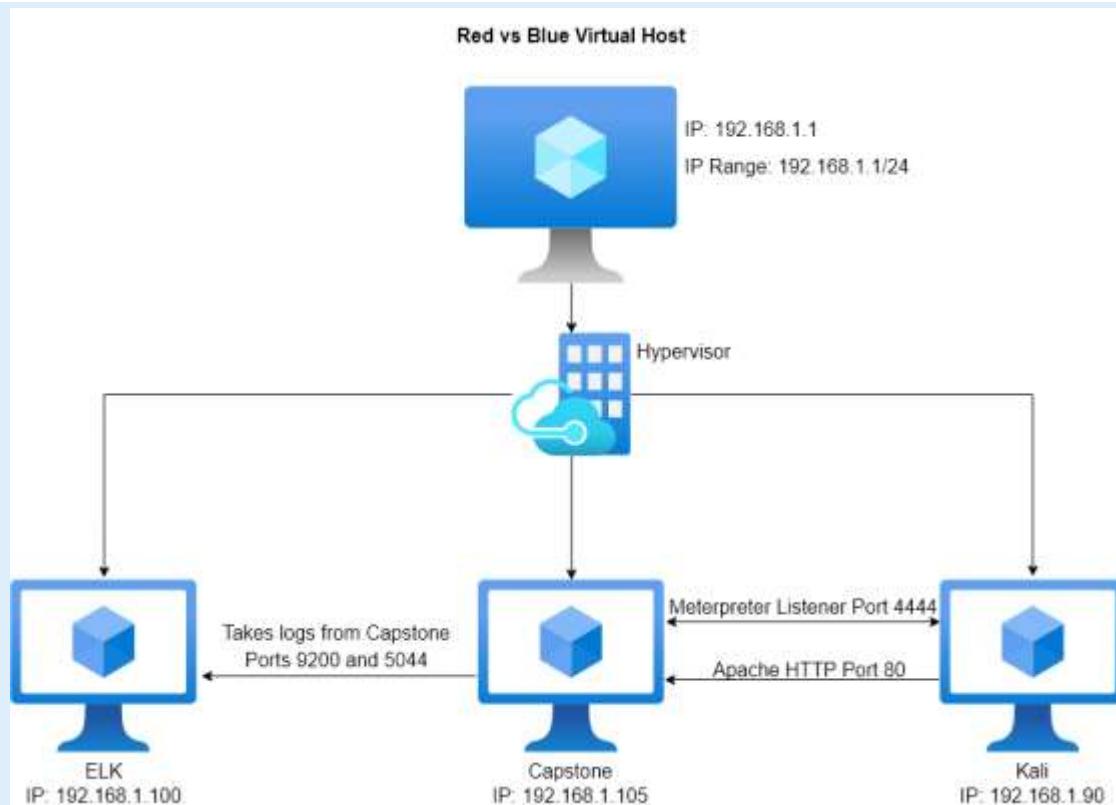 Red vs Blue Virtual Host
IP: 192.168.1.1
IP Range: 192.168.1.1/24
Hypervisor
Meterpreter Listener Port 4444
Takes logs from Capstone
Ports 9200 and 5044
Apache HTTP Port 80
ELK
IP: 192.168.1.100
Capstone
IP: 192.168.1.105
Kali
IP: 192.168.1.90